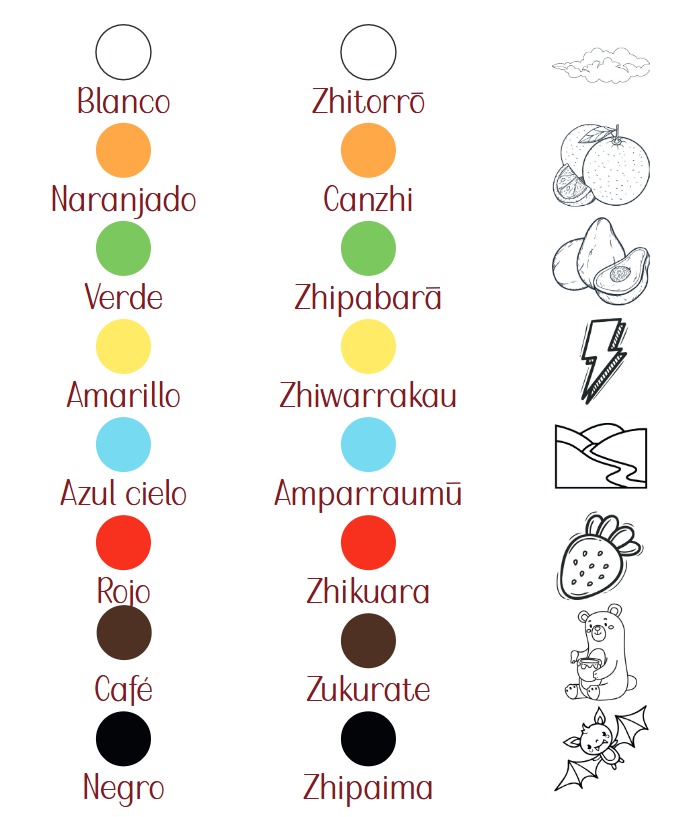 Blanco Zhitorrō
Naranjado Canzhi
Verde Zhipabarā
Amarillo Zhiwarrakau
Azul cielo Amparraumū
Rojo Zhikuara
Café Zukurate
Negro Zhipaima